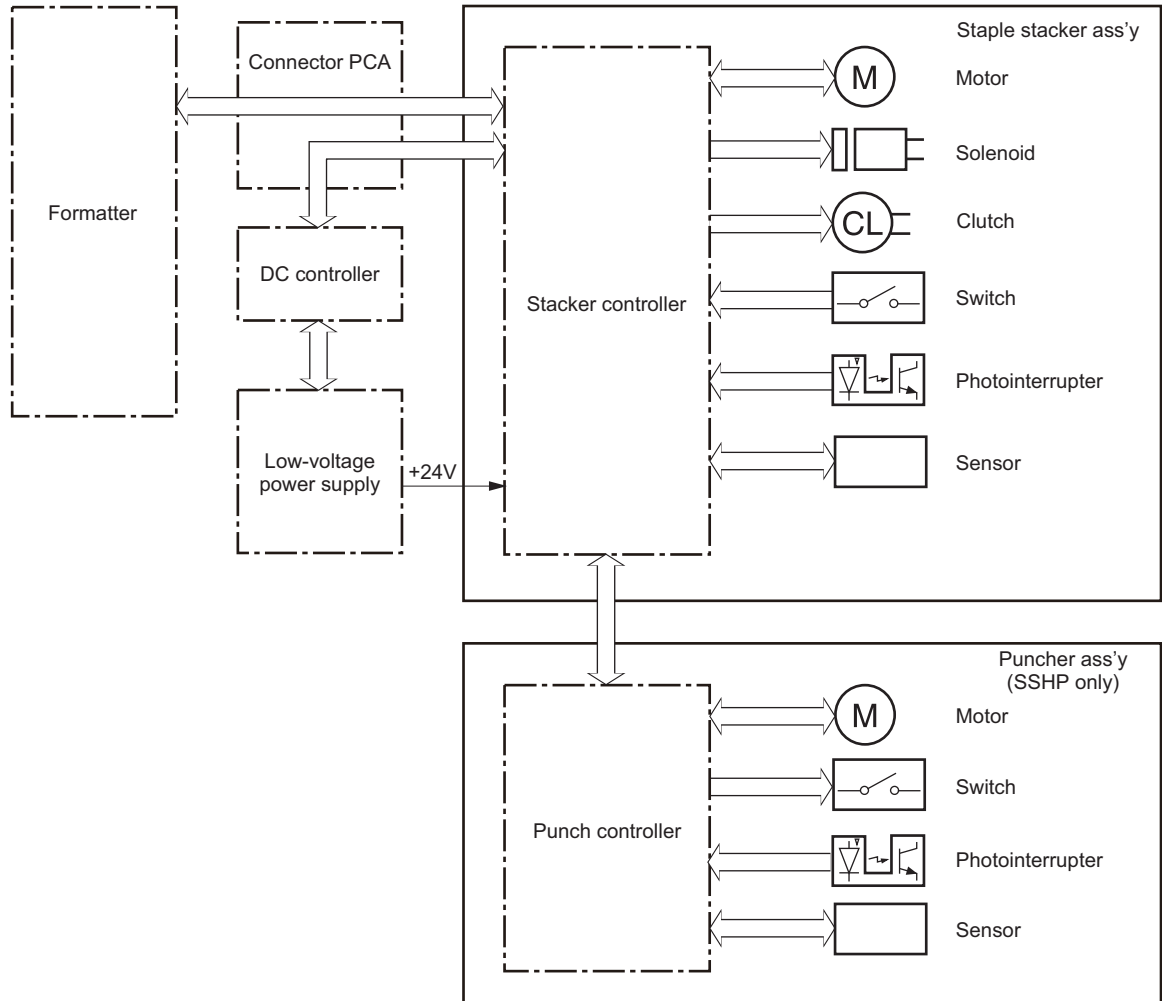 Staple stacker ass'y
Connector PCA
M
Motor
Solenoid
Formatter
CL
Clutch
DC controller
Stacker controller
Switch
Photointerrupter
Low-voltage
power supply
+24V
Sensor
Puncher ass'y
(SSHP only)
M
Motor
Switch
Punch controller
Photointerrupter
Sensor